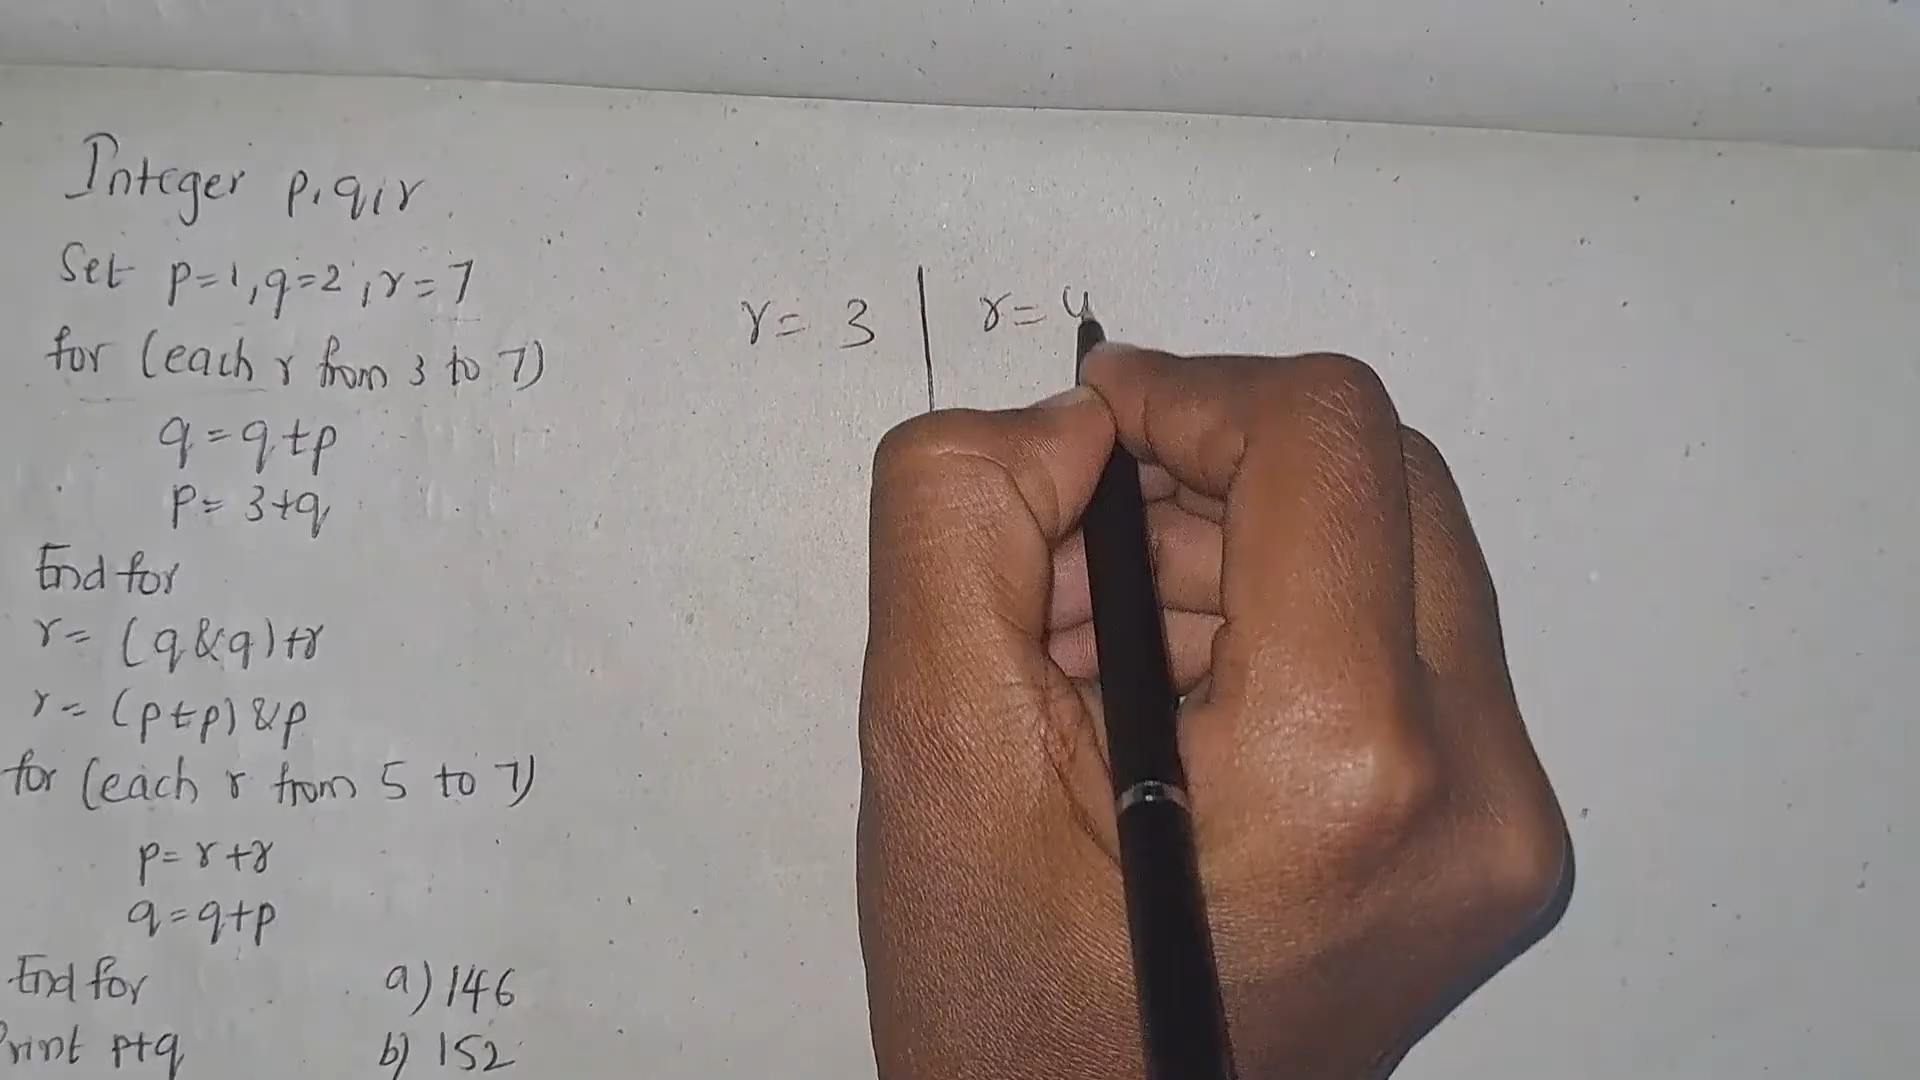 Integer p,q,r
Set p=1,q=2,r=7
for (each r from 3 to 7)
q=q+p
p=3+q
End for
r=(q&q)+r
r=(p+p)&p
for (each r from 5 to 7)
p=r+r
q=q+p
End for
Print p+q
a) 146
b) 152
r=3
r=4